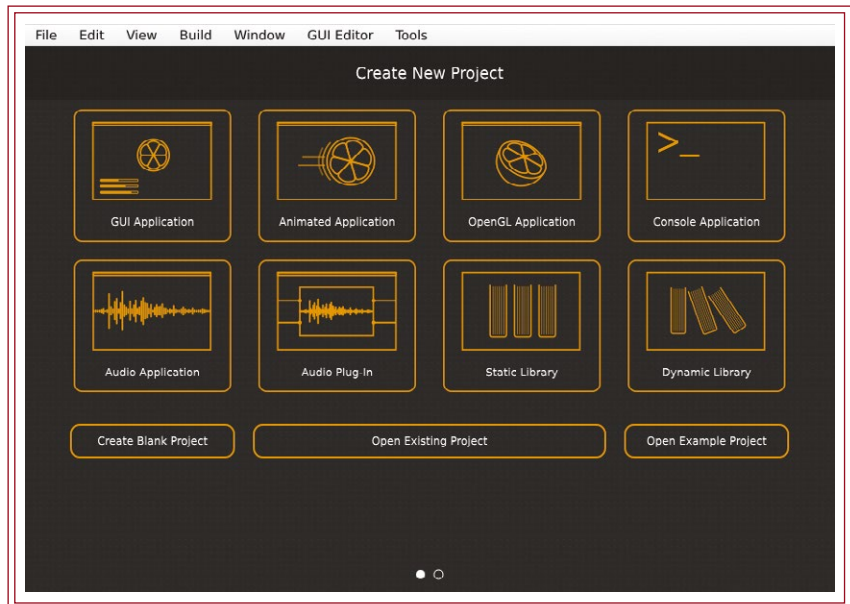 File Edit View Build Window GUI Editor Tools
Create New Project
>_
GUI Application Animated Application OpenGL Application Console Application
Audio Application Audio Plug-In Static Library Dynamic Library
Create Blank Project Open Existing Project Open Example Project